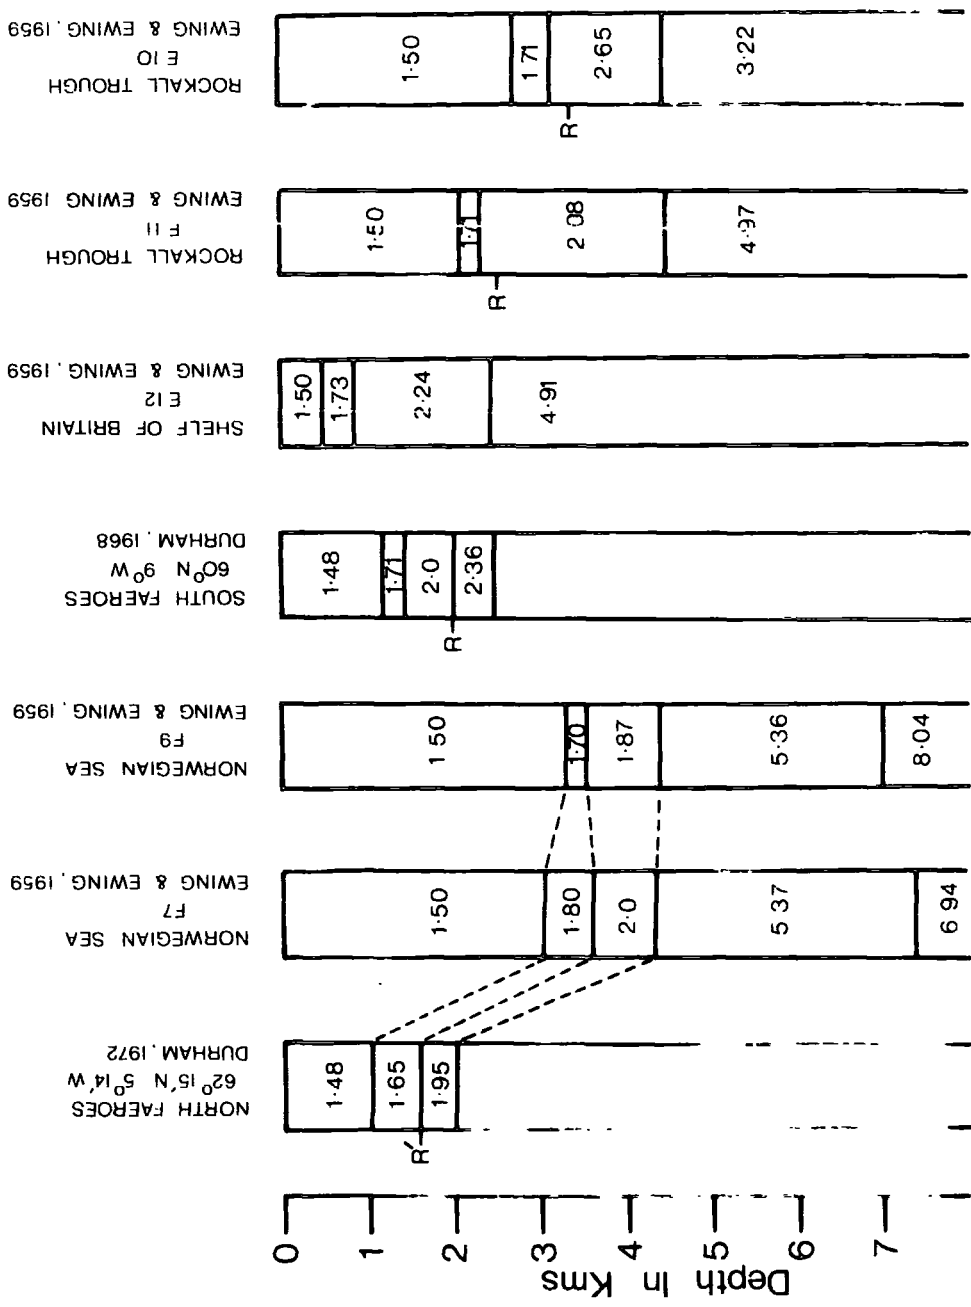 ROCKALL TROUGH
E 10
EWING & EWING 1959
1·50
1 71
2·65
3·22
R
ROCKALL TROUGH
F 11
EWING & EWING 1959
1·50
1·71
2 08
4·97
R
SHELF OF BRITAIN
E 12
EWING & EWING, 1959
1·50
1·73
2·24
4·91
SOUTH FAEROES
60°N 9°W
DURHAM, 1968
1·48
1·71
2·0
2·36
R
NORWEGIAN SEA
F9
EWING & EWING, 1959
1 50
1·70
1·87
5·36
8·04
NORWEGIAN SEA
F7
EWING & EWING, 1959
1·50
1·80
2·0
5 37
6 94
NORTH FAEROES
62°15'N 5°14'W
DURHAM, 1972
1·48
1·65
1·95
R'
0
1
2
3
4
5
6
7
Depth In Kms